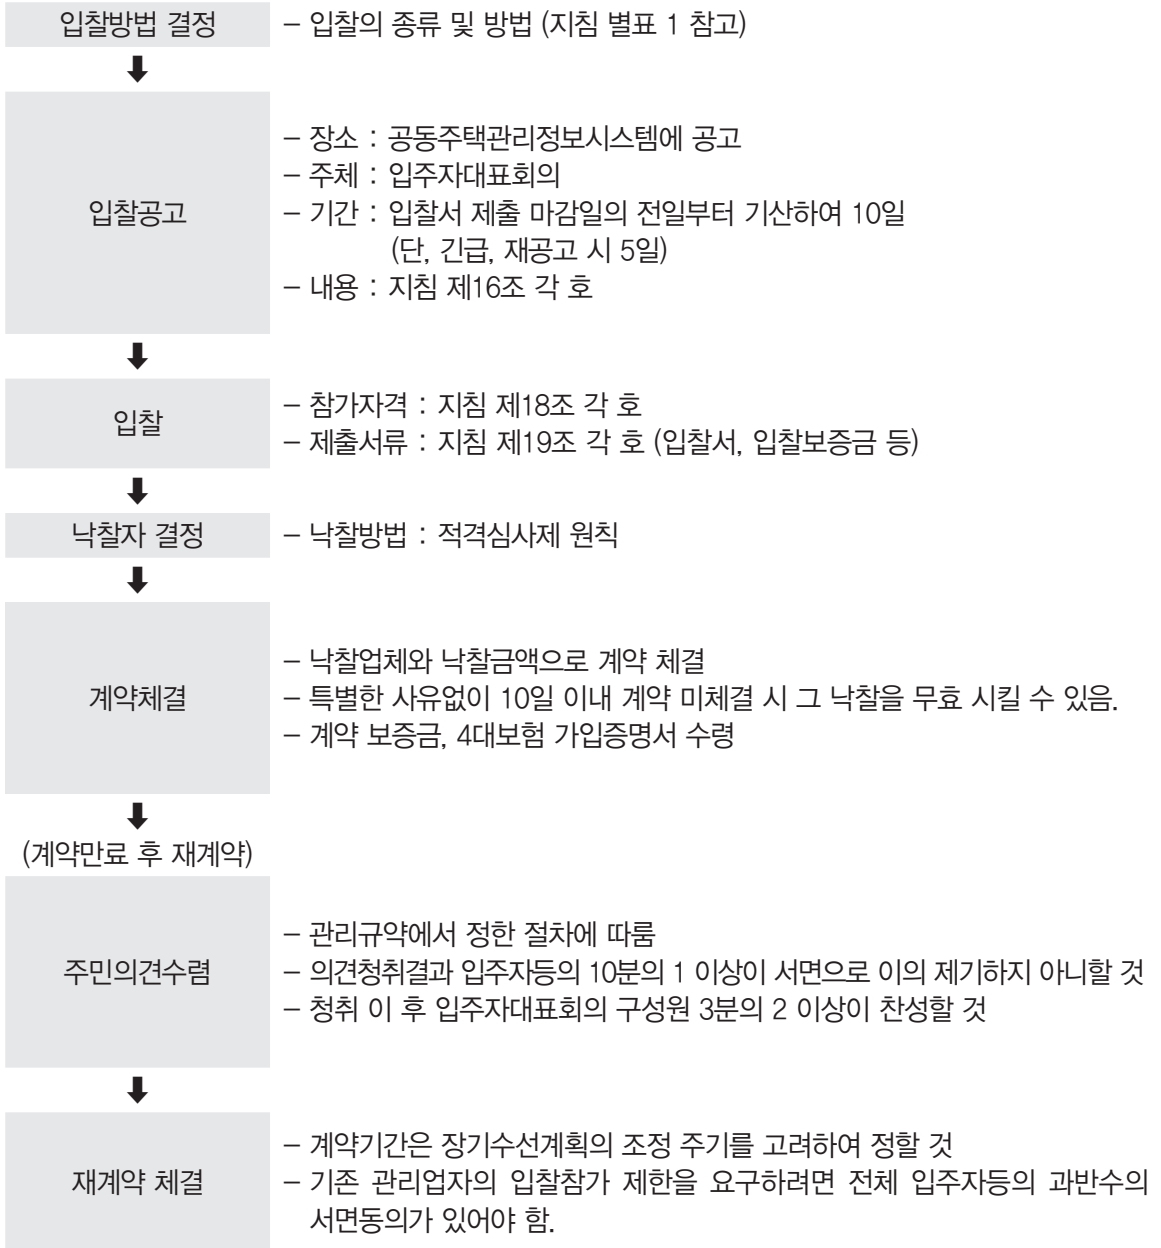 입찰방법 결정
– 입찰의 종류 및 방법 (지침 별표 1 참고)
입찰공고
– 장소 : 공동주택관리정보시스템에 공고
– 주체 : 입주자대표회의
– 기간 : 입찰서 제출 마감일의 전일부터 기산하여 10일
(단, 긴급, 재공고 시 5일)
– 내용 : 지침 제16조 각 호
입찰
– 참가자격 : 지침 제18조 각 호
– 제출서류 : 지침 제19조 각 호 (입찰서, 입찰보증금 등)
낙찰자 결정
– 낙찰방법 : 적격심사제 원칙
계약체결
– 낙찰업체와 낙찰금액으로 계약 체결
– 특별한 사유없이 10일 이내 계약 미체결 시 그 낙찰을 무효 시킬 수 있음.
– 계약 보증금, 4대보험 가입증명서 수령
(계약만료 후 재계약)
주민의견수렴
– 관리규약에서 정한 절차에 따룸
– 의견청취결과 입주자등의 10분의 1 이상이 서면으로 이의 제기하지 아니할 것
– 청취 이 후 입주자대표회의 구성원 3분의 2 이상이 찬성할 것
재계약 체결
– 계약기간은 장기수선계획의 조정 주기를 고려하여 정할 것
– 기존 관리업자의 입찰참가 제한을 요구하려면 전체 입주자등의 과반수의
서면동의가 있어야 함.